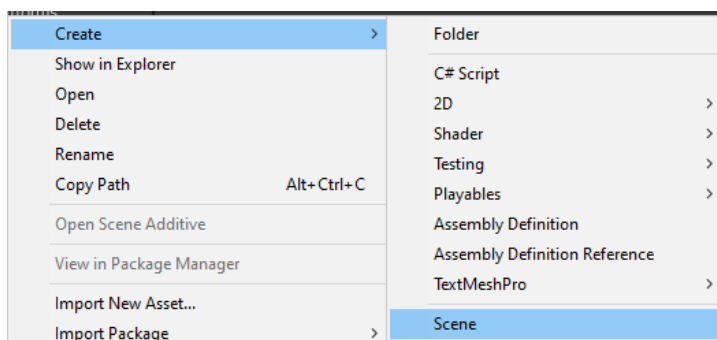 Create
Show in Explorer
Open
Delete
Rename
Copy Path Alt+Ctrl+C
Open Scene Additive
View in Package Manager
Import New Asset...
Import Package
Folder
C# Script
2D
Shader
Testing
Playables
Assembly Definition
Assembly Definition Reference
TextMeshPro
Scene